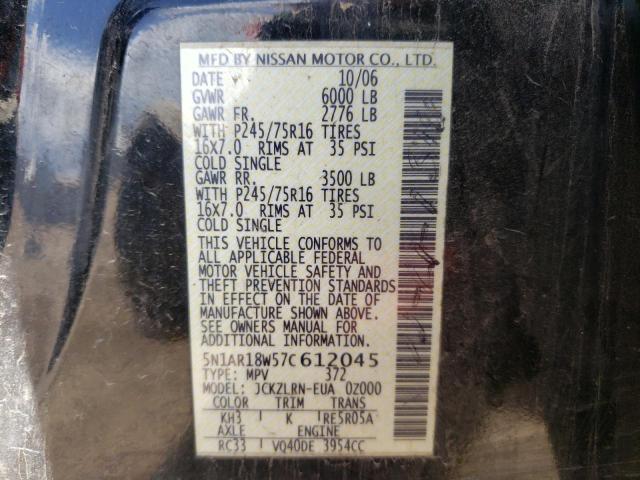 MFD BY NISSAN MOTOR CO., LTD.
DATE 10/06
GVWR 6000 LB
GAWR FR. 2776 LB
WITH P245/75R16 TIRES
16X7.0 RIMS AT 35 PSI
COLD SINGLE
GAWR RR. 3500 LB
WITH P245/75R16 TIRES
16X7.0 RIMS AT 35 PSI
COLD SINGLE
THIS VEHICLE CONFORMS TO
ALL APPLICABLE FEDERAL
MOTOR VEHICLE SAFETY AND
THEFT PREVENTION STANDARDS
IN EFFECT ON THE DATE OF
MANUFACTURE SHOWN ABOVE.
SEE OWNERS MANUAL FOR
ADDITIONAL INFORMATION
5N1AR18W57C612045
TYPE: MPV 372
MODEL: JCKZLRN-EUA 0Z000
COLOR TRIM TRANS
KH3 K RE5R05A
AXLE ENGINE
RC33 VQ40DE 3954CC